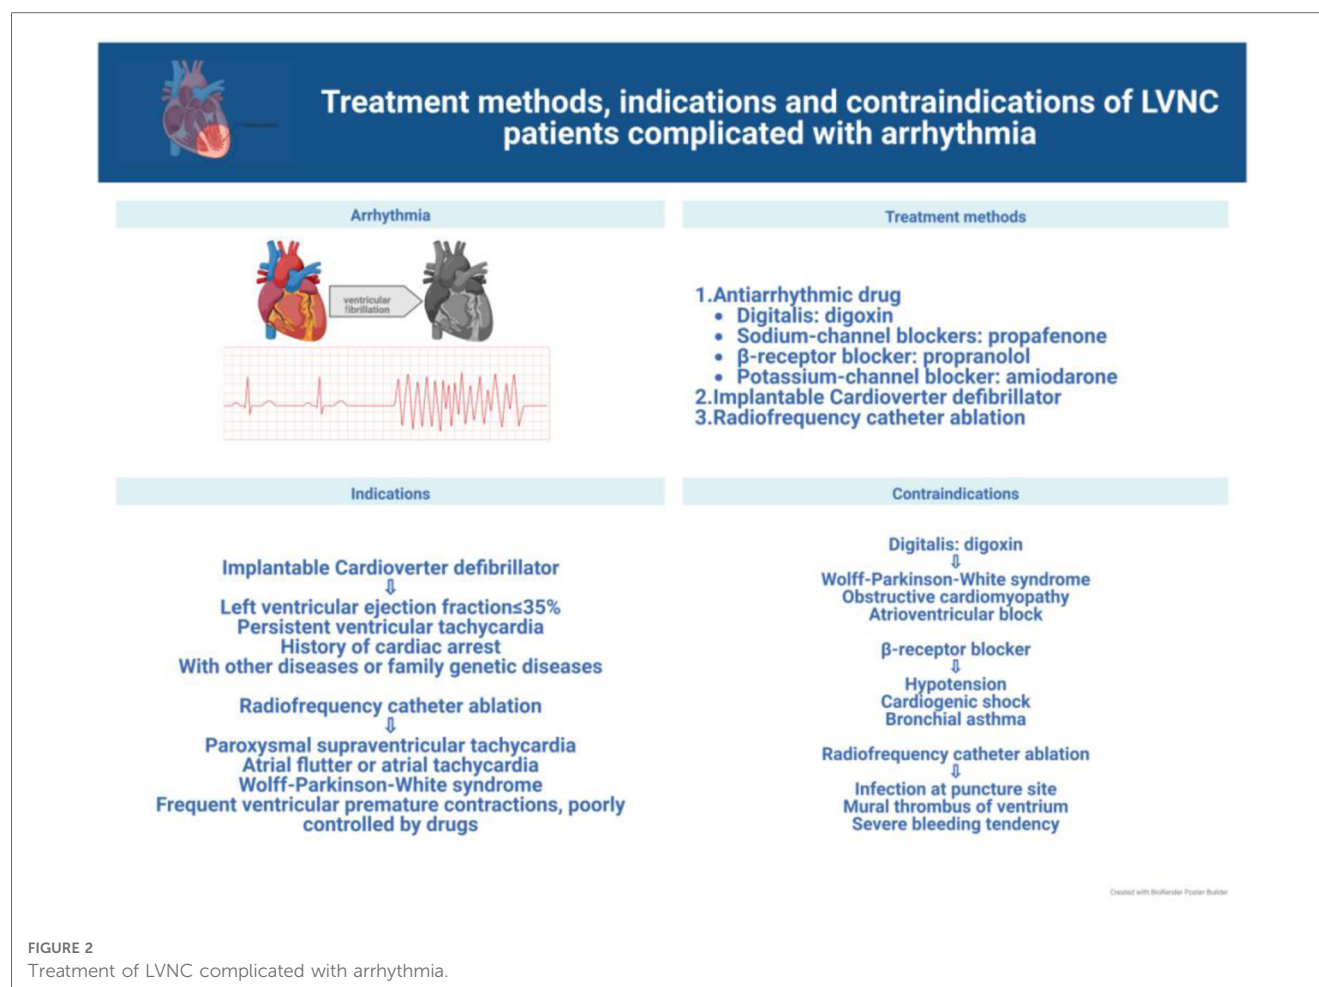 Treatment methods, indications and contraindications of LVNC
patients complicated with arrhythmia
Arrhythmia
ventricular
fibrillation
Treatment methods
1.Antiarrhythmic drug
• Digitalis: digoxin
• Sodium-channel blockers: propafenone
• β-receptor blocker: propranolol
• Potassium-channel blocker: amiodarone
2.Implantable Cardioverter defibrillator
3.Radiofrequency catheter ablation
Indications
Implantable Cardioverter defibrillator
⇩
Left ventricular ejection fraction≤35%
Persistent ventricular tachycardia
History of cardiac arrest
With other diseases or family genetic diseases
Radiofrequency catheter ablation
⇩
Paroxysmal supraventricular tachycardia
Atrial flutter or atrial tachycardia
Wolff-Parkinson-White syndrome
Frequent ventricular premature contractions, poorly
controlled by drugs
Contraindications
Digitalis: digoxin
⇩
Wolff-Parkinson-White syndrome
Obstructive cardiomyopathy
Atrioventricular block
β-receptor blocker
⇩
Hypotension
Cardiogenic shock
Bronchial asthma
Radiofrequency catheter ablation
⇩
Infection at puncture site
Mural thrombus of ventrium
Severe bleeding tendency
Created with BioRender Poster Builder
FIGURE 2
Treatment of LVNC complicated with arrhythmia.